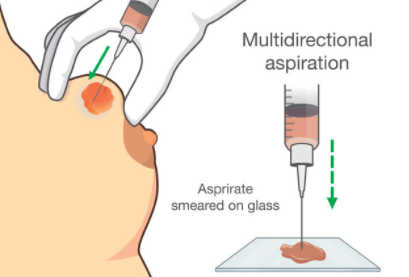 Multidirectional
aspiration
Asprirate
smeared on glass